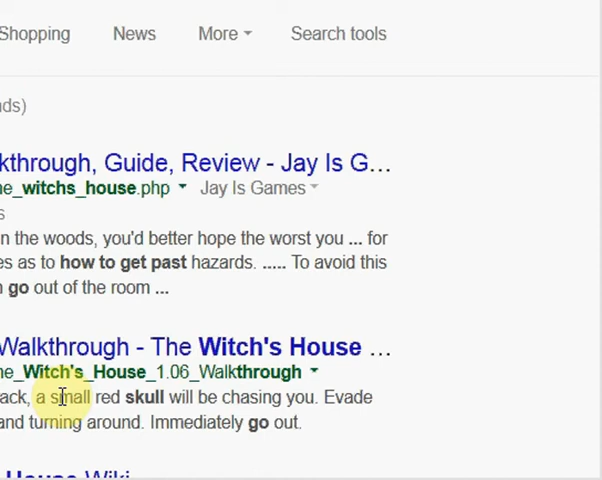 Shopping News More Search tools
nds)
kthrough, Guide, Review - Jay Is G...
ne_witchs_house.php Jay Is Games
s
n the woods, you'd better hope the worst you ... for
es as to how to get past hazards. ..... To avoid this
n go out of the room ...
Walkthrough - The Witch's House ...
ne_Witch's_House_1.06_Walkthrough
ack, a small red skull will be chasing you. Evade
and turning around. Immediately go out.
House Wiki